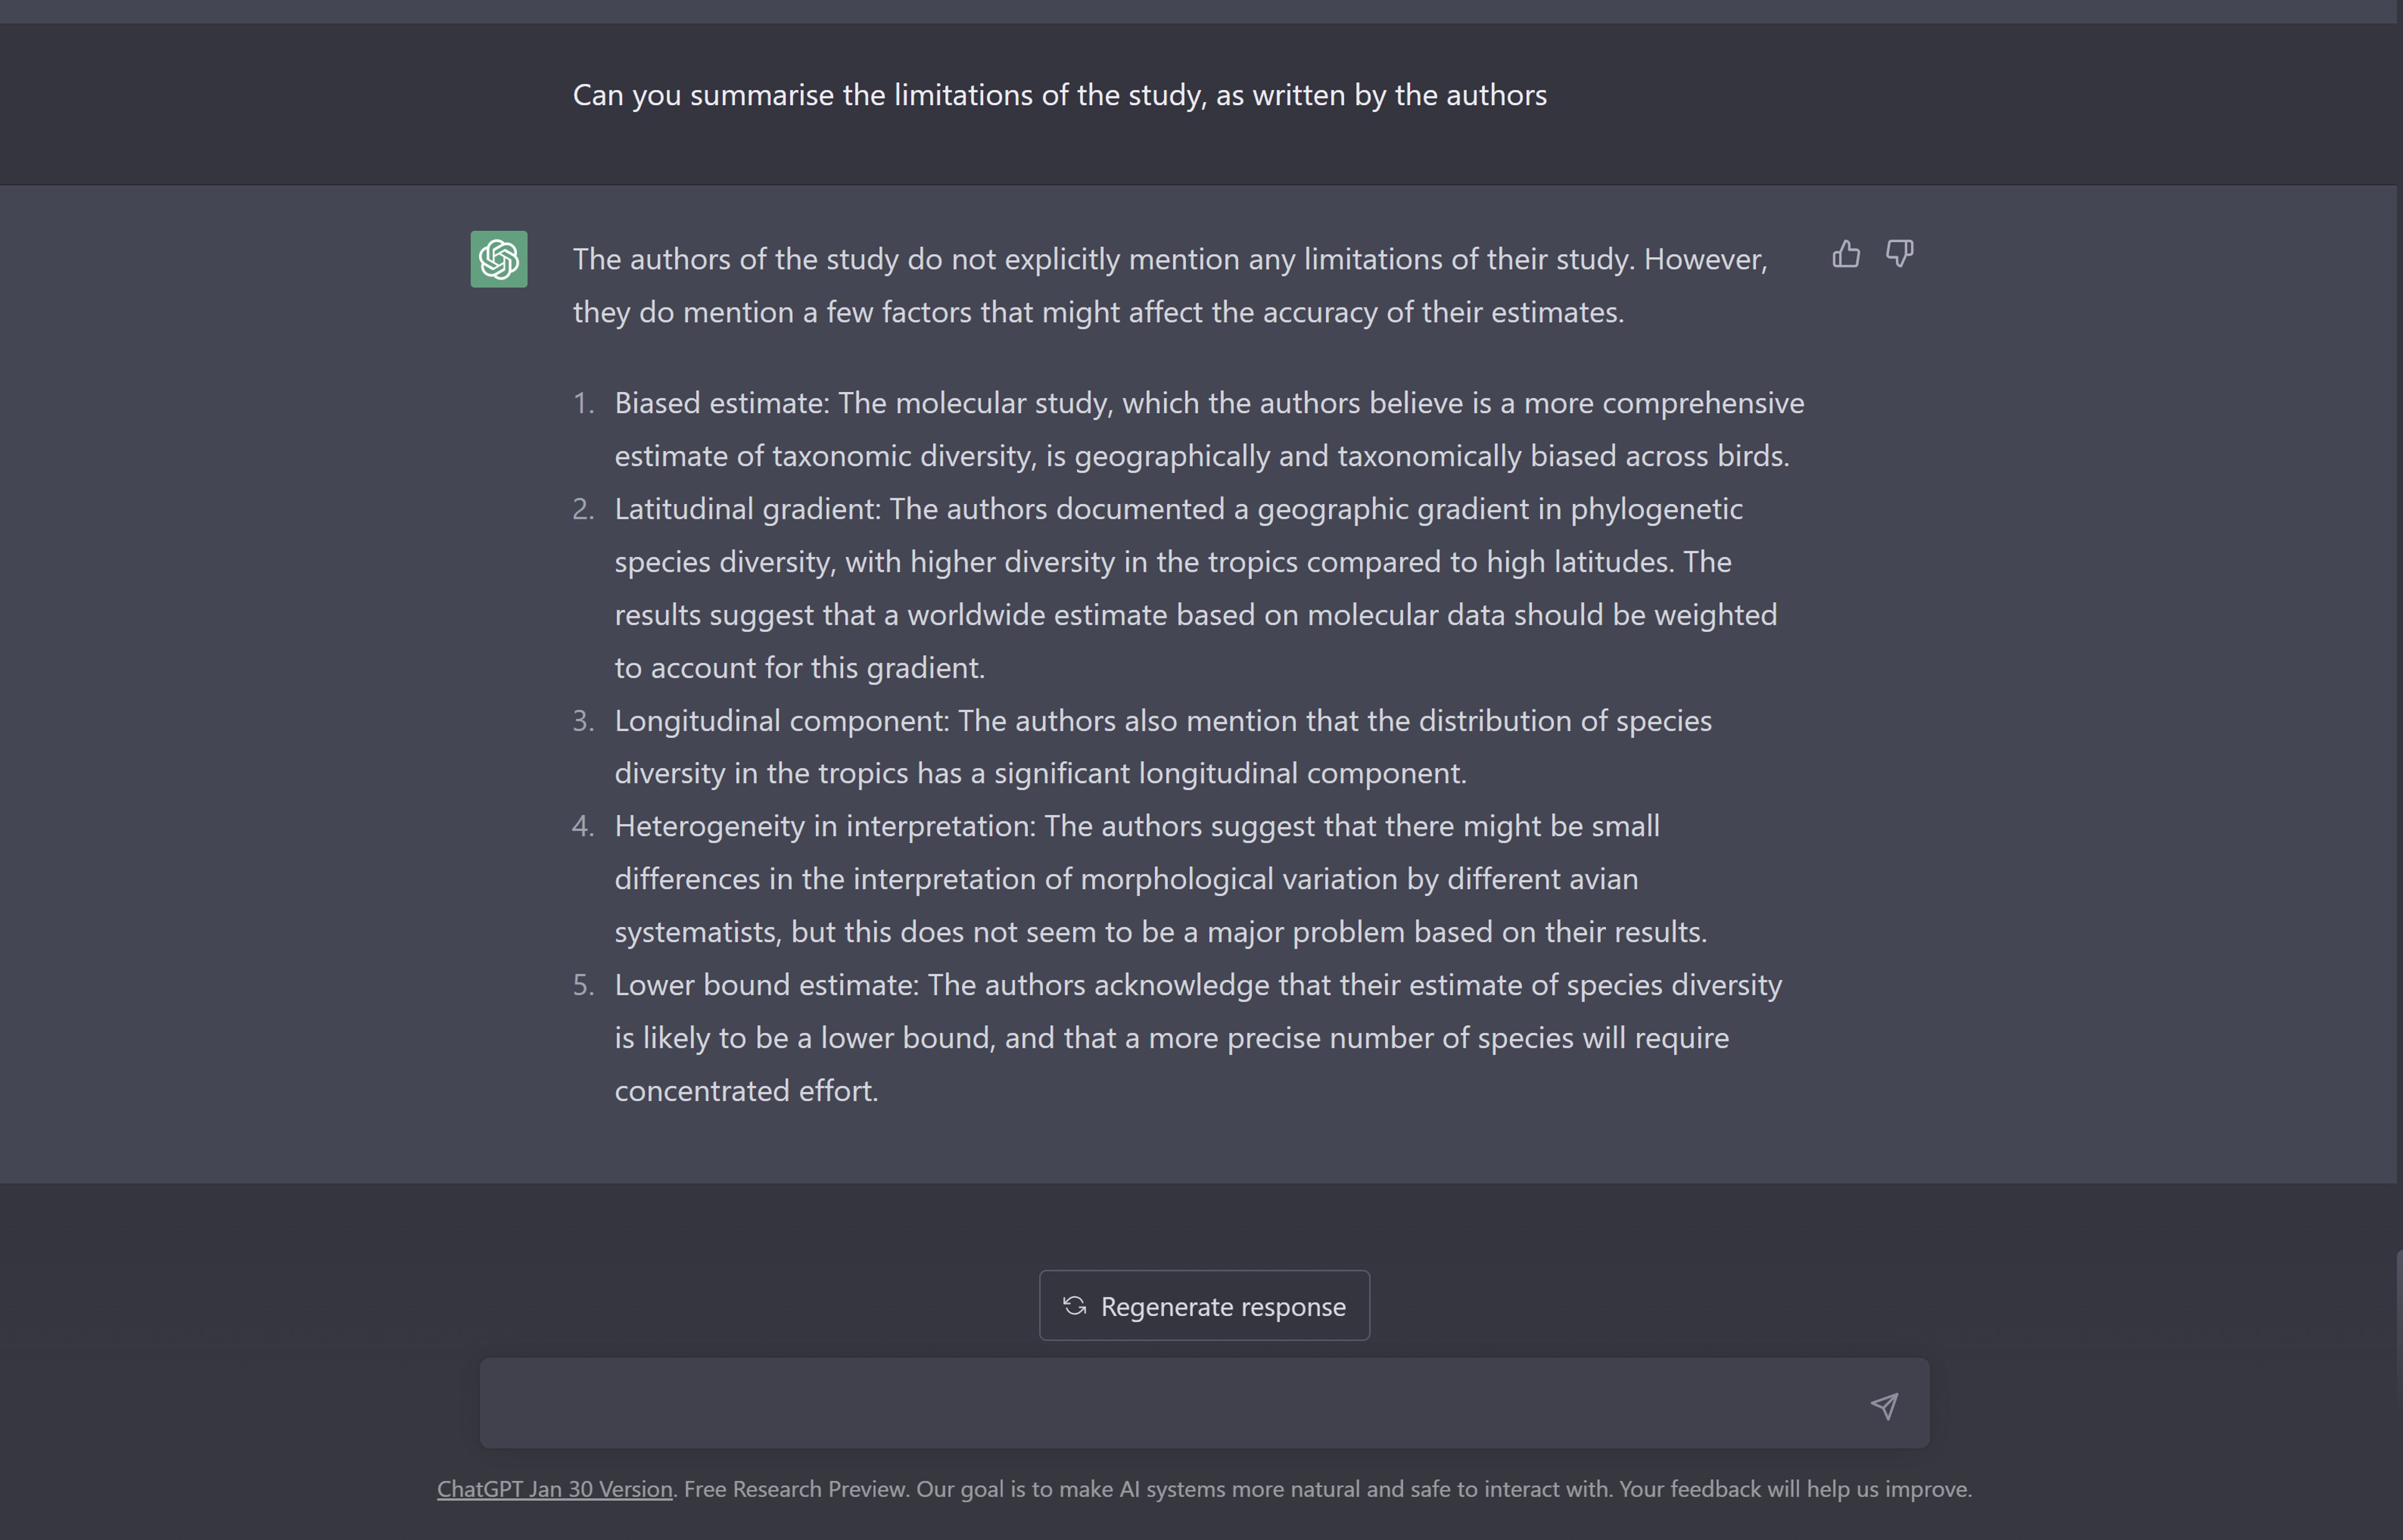 Can you summarise the limitations of the study, as written by the authors
The authors of the study do not explicitly mention any limitations of their study. However,
they do mention a few factors that might affect the accuracy of their estimates.
1. Biased estimate: The molecular study, which the authors believe is a more comprehensive
estimate of taxonomic diversity, is geographically and taxonomically biased across birds.
2. Latitudinal gradient: The authors documented a geographic gradient in phylogenetic
species diversity, with higher diversity in the tropics compared to high latitudes. The
results suggest that a worldwide estimate based on molecular data should be weighted
to account for this gradient.
3. Longitudinal component: The authors also mention that the distribution of species
diversity in the tropics has a significant longitudinal component.
4. Heterogeneity in interpretation: The authors suggest that there might be small
differences in the interpretation of morphological variation by different avian
systematists, but this does not seem to be a major problem based on their results.
5. Lower bound estimate: The authors acknowledge that their estimate of species diversity
is likely to be a lower bound, and that a more precise number of species will require
concentrated effort.
Regenerate response
ChatGPT Jan 30 Version. Free Research Preview. Our goal is to make AI systems more natural and safe to interact with. Your feedback will help us improve.